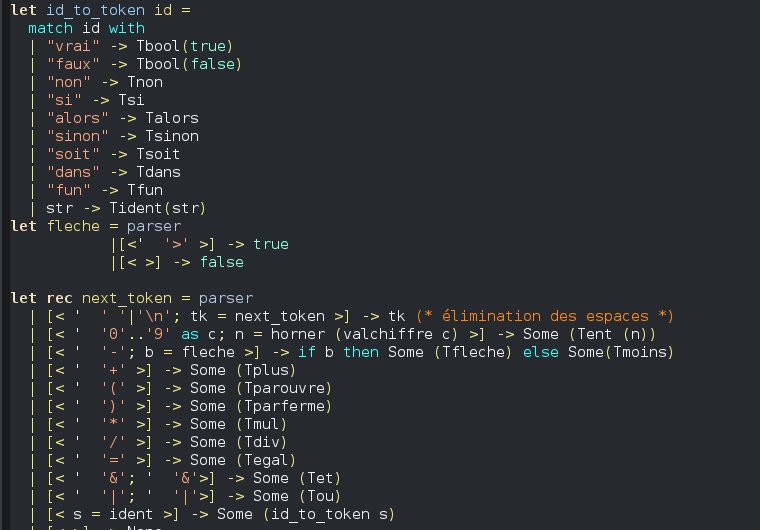 let id_to_token id =
  match id with
  | "vrai" -> Tbool(true)
  | "faux" -> Tbool(false)
  | "non" -> Tnon
  | "si" -> Tsi
  | "alors" -> Talors
  | "sinon" -> Tsinon
  | "soit" -> Tsoit
  | "dans" -> Tdans
  | "fun" -> Tfun
  | str -> Tident(str)
let fleche = parser
           |[<'  '>' >] -> true
           |[< >] -> false
let rec next_token = parser
  | [< '  ' '|'\n'; tk = next_token >] -> tk (* élimination des espaces *)
  | [< '  '0'..'9' as c; n = horner (valchiffre c) >] -> Some (Tent (n))
  | [< '  '-'; b = fleche >] -> if b then Some (Tfleche) else Some(Tmoins)
  | [< '  '+' >] -> Some (Tplus)
  | [< '  '(' >] -> Some (Tparouvre)
  | [< '  ')' >] -> Some (Tparferme)
  | [< '  '*' >] -> Some (Tmul)
  | [< '  '/' >] -> Some (Tdiv)
  | [< '  '=' >] -> Some (Tegal)
  | [< '  '&'; '  '&'>] -> Some (Tet)
  | [< '  '|'; '  '|'>] -> Some (Tou)
  | [< s = ident >] -> Some (id_to_token s)